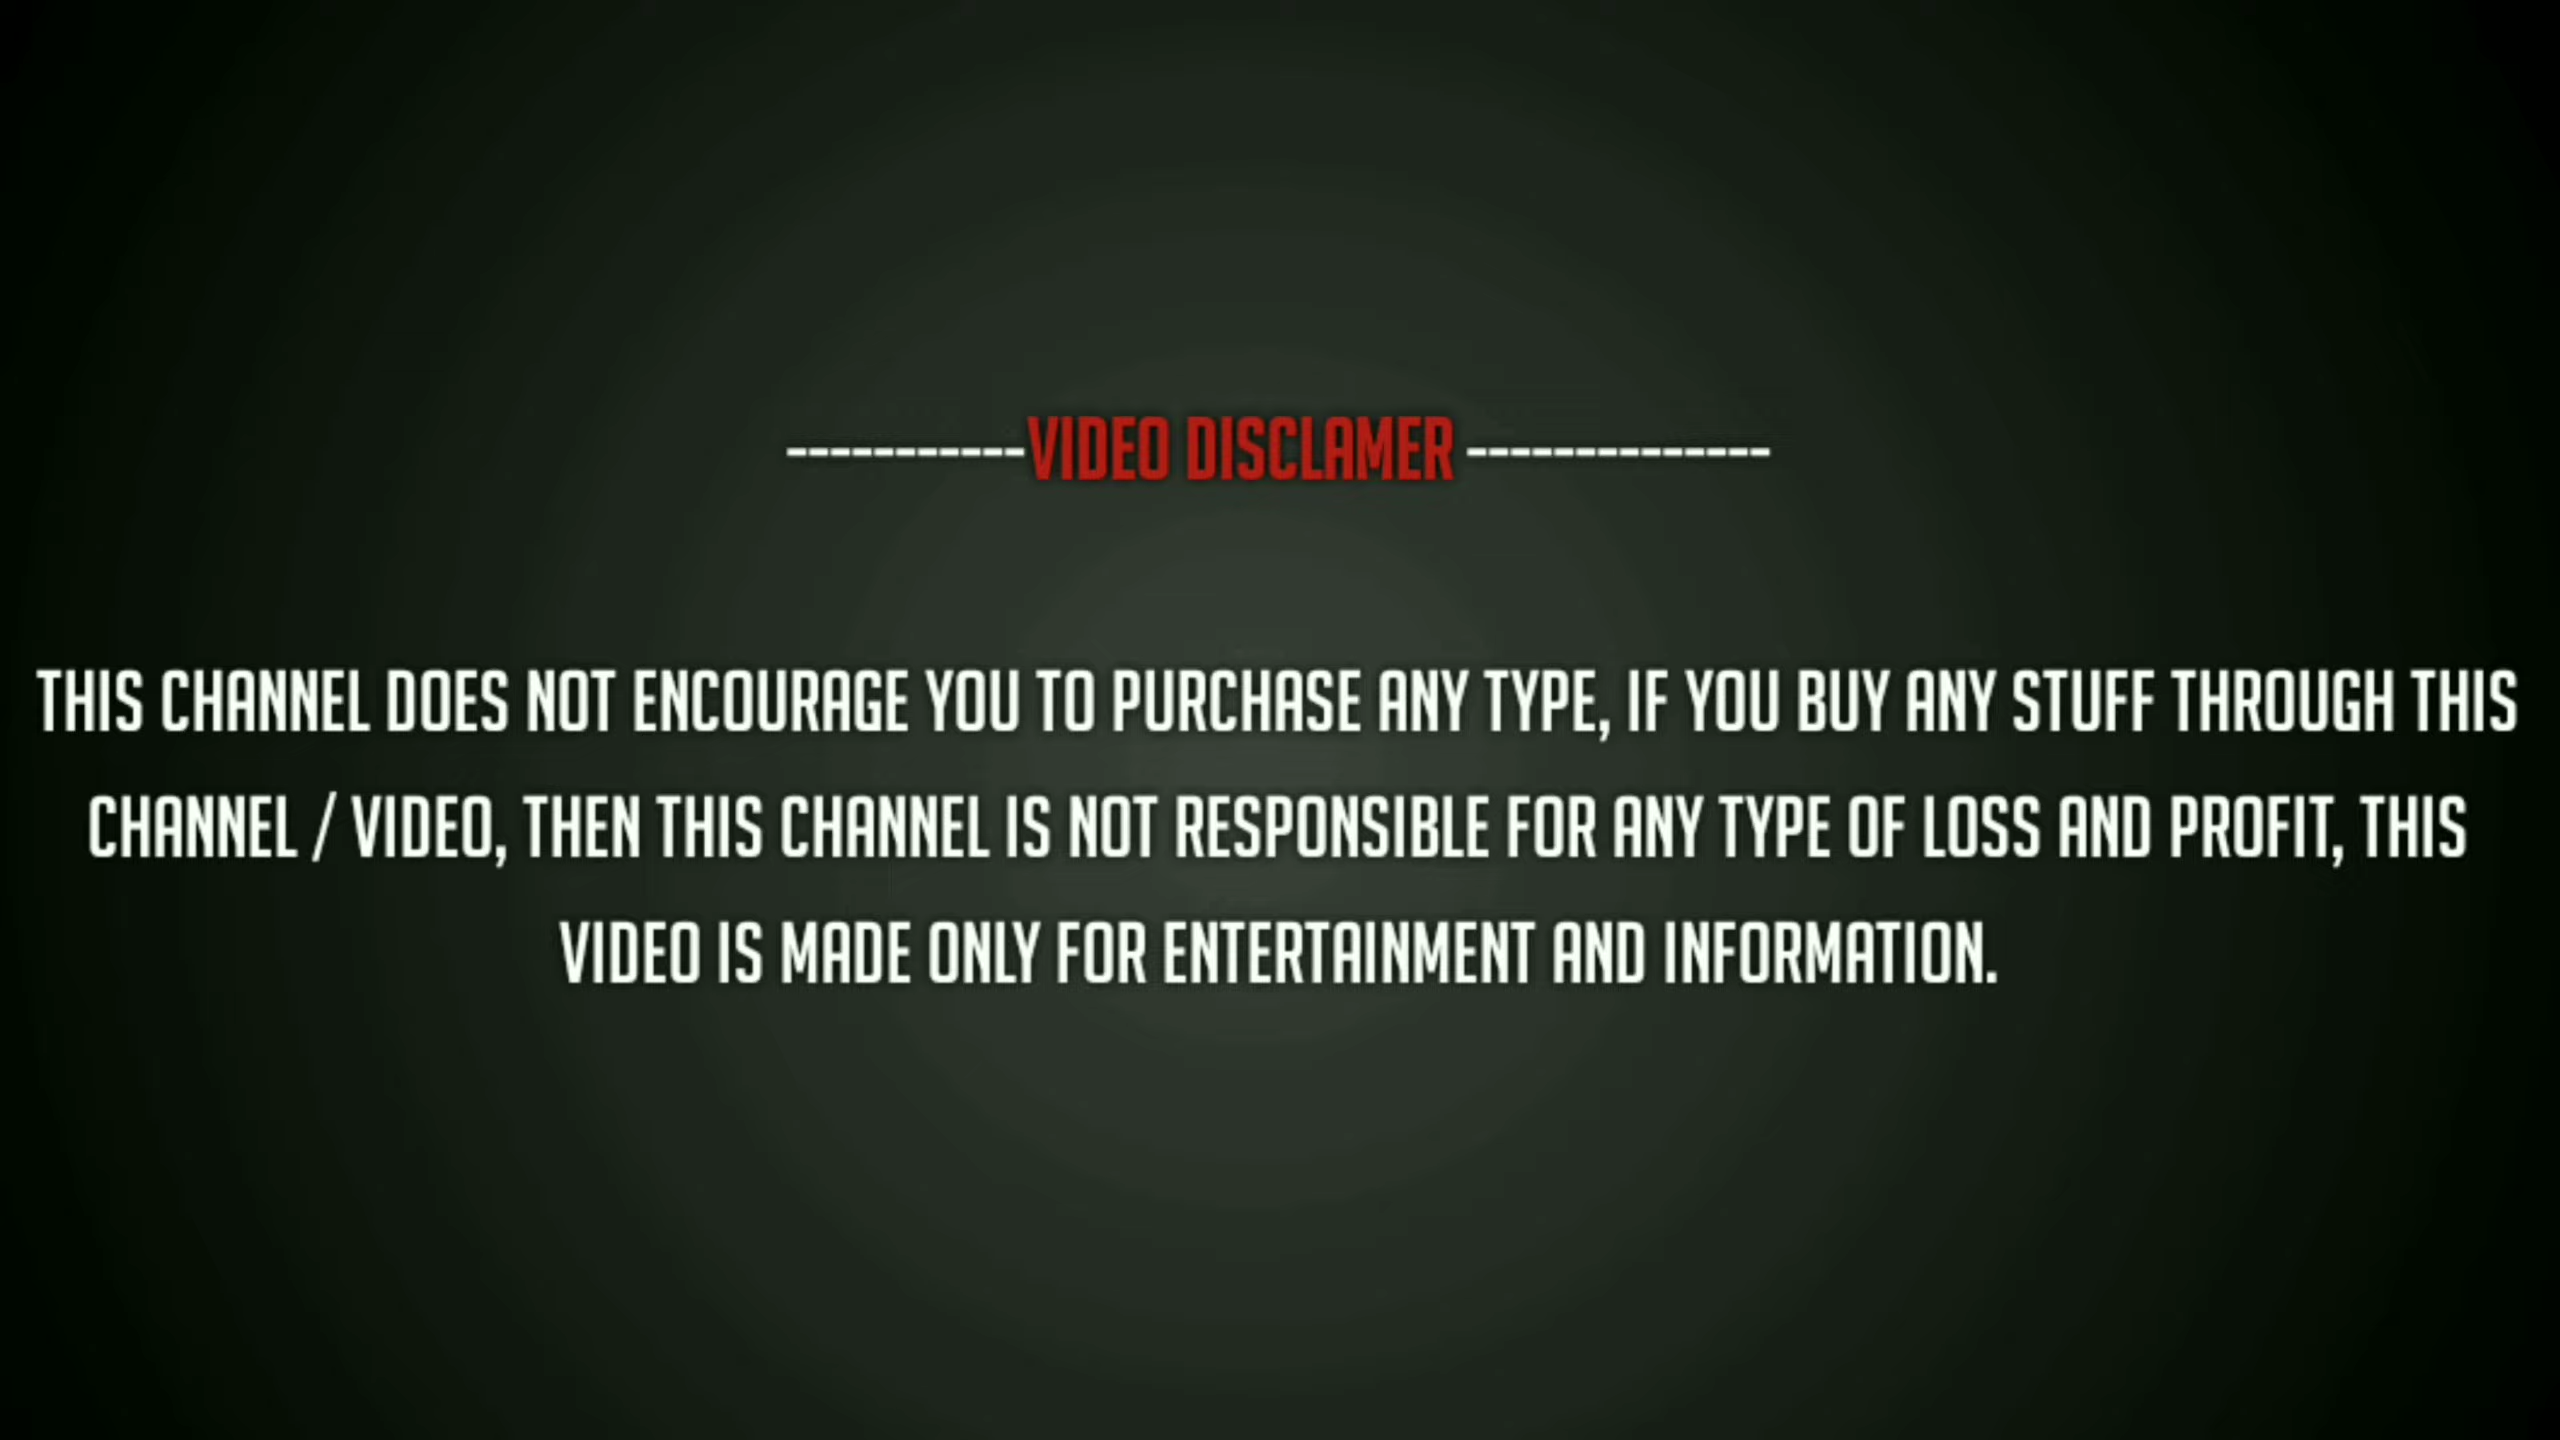 -----------VIDEO DISCLAMER --------------
THIS CHANNEL DOES NOT ENCOURAGE YOU TO PURCHASE ANY TYPE, IF YOU BUY ANY STUFF THROUGH THIS
CHANNEL / VIDEO, THEN THIS CHANNEL IS NOT RESPONSIBLE FOR ANY TYPE OF LOSS AND PROFIT, THIS
VIDEO IS MADE ONLY FOR ENTERTAINMENT AND INFORMATION.